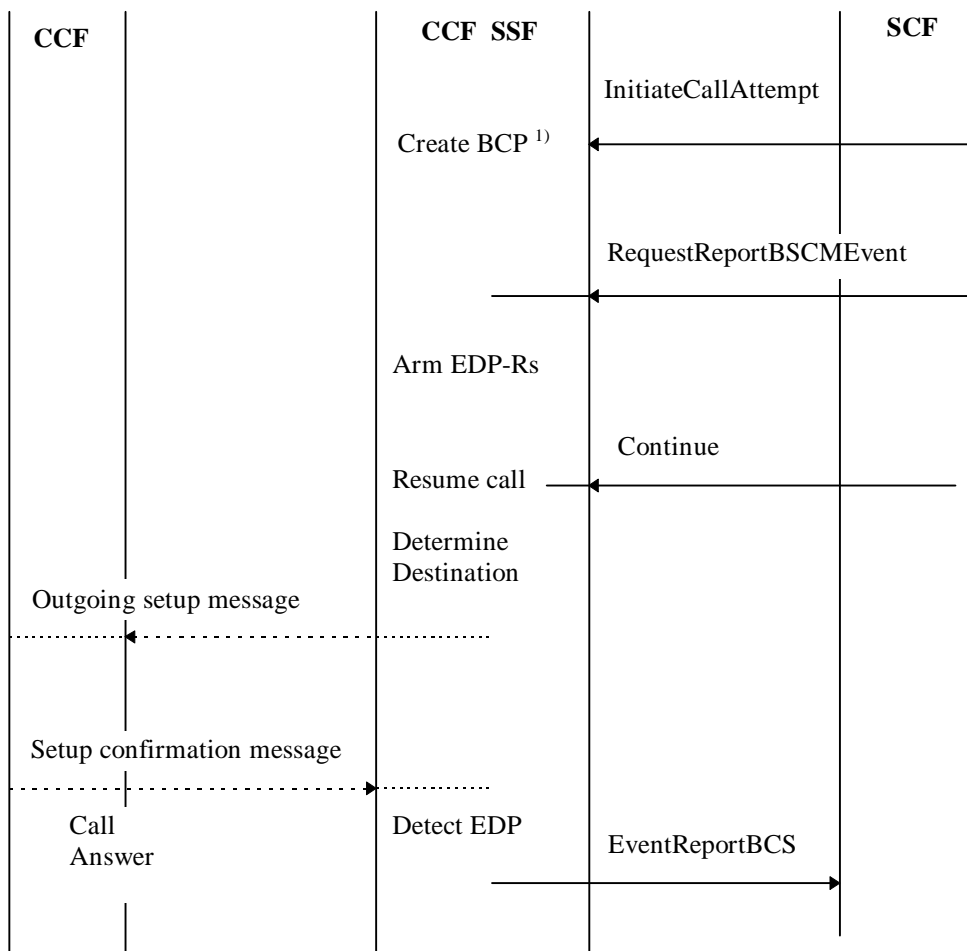 CCF
CCF SSF
SCF
InitiateCallAttempt
Create BCP 1)
RequestReportBSCMEvent
Arm EDP-Rs
Continue
Resume call
Determine
Destination
Outgoing setup message
Setup confirmation message
Call
Answer
Detect EDP
EventReportBCS